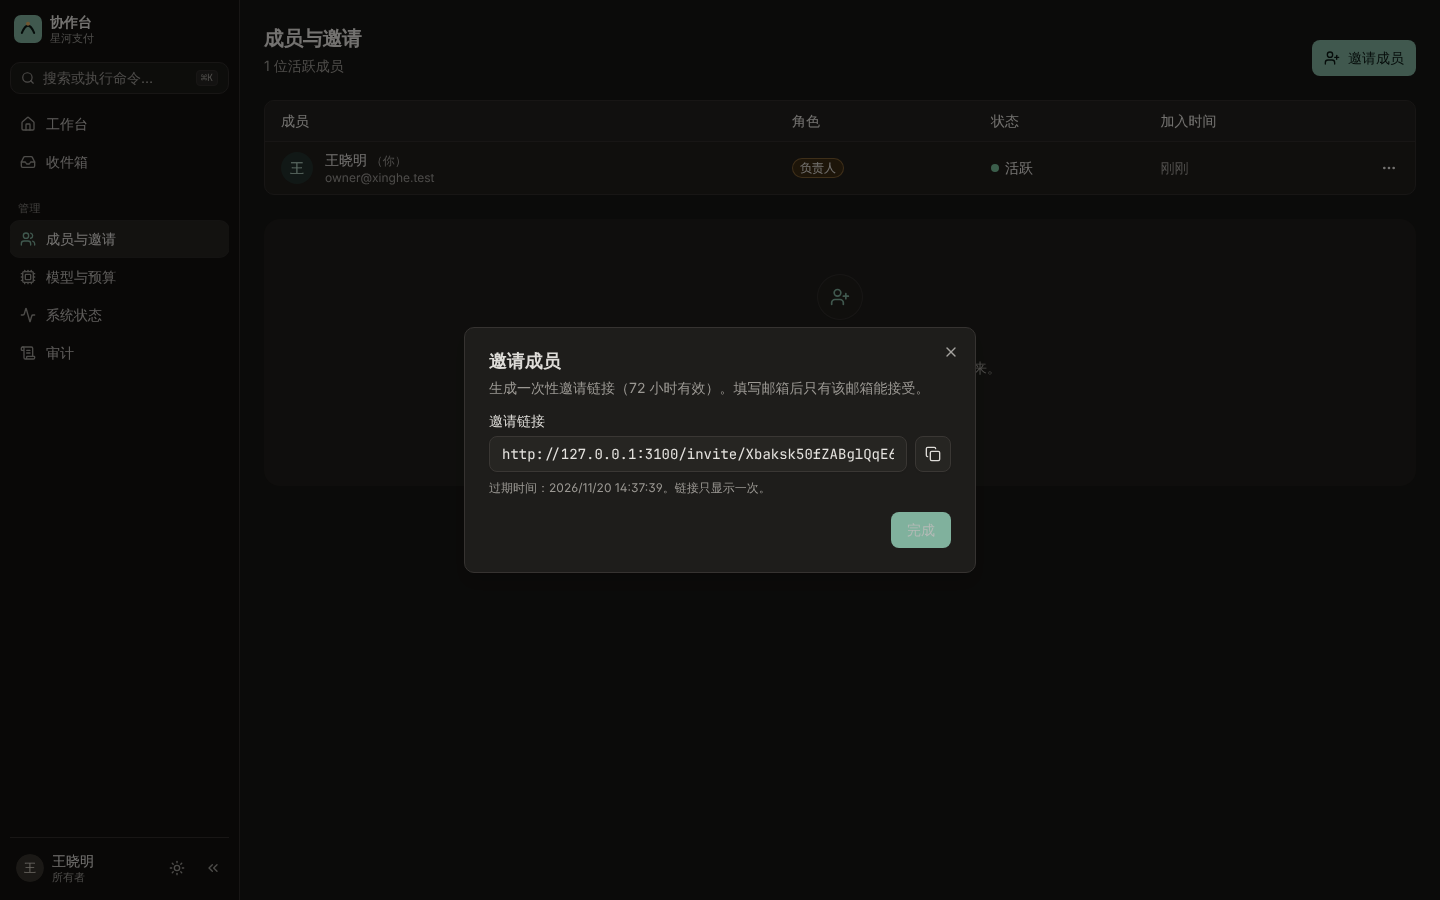 协作台
星河支付
搜索或执行命令... ⌘K
工作台
收件箱
管理
成员与邀请
模型与预算
系统状态
审计
王 王晓明
所有者
成员与邀请
1 位活跃成员
邀请成员
成员 角色 状态 加入时间
王 王晓明 （你） 负责人 活跃 刚刚
owner@xinghe.test
来。
邀请成员
生成一次性邀请链接（72 小时有效）。填写邮箱后只有该邮箱能接受。
邀请链接
http://127.0.0.1:3100/invite/Xbaksk50fZABglQqE6
过期时间：2026/11/20 14:37:39。链接只显示一次。
完成